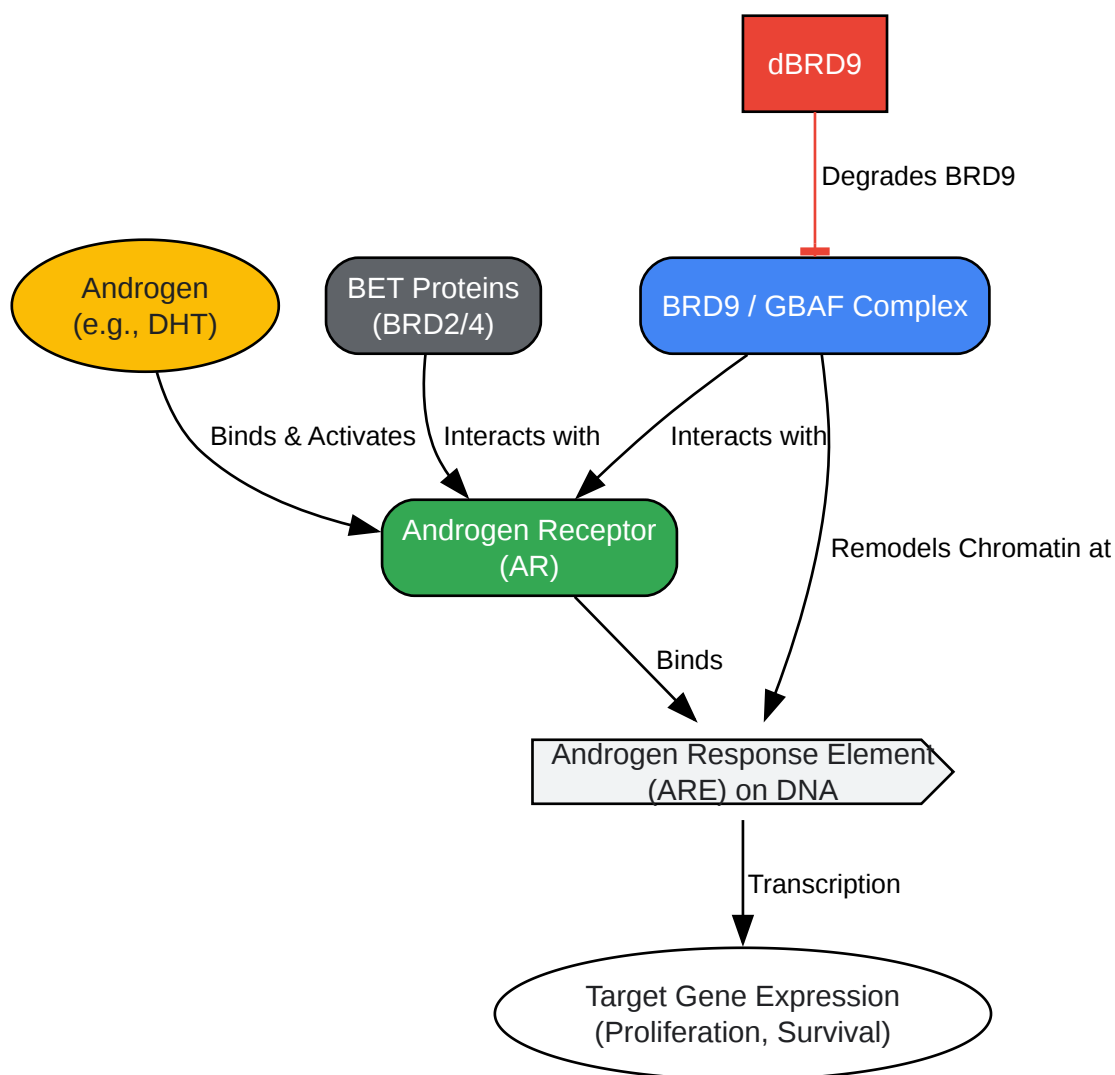 dBRD9
Degrades BRD9
Androgen
(e.g., DHT)
BET Proteins
(BRD2/4)
BRD9 / GBAF Complex
Binds & Activates
Interacts with
Interacts with
Androgen Receptor
(AR)
Remodels Chromatin at
Binds
Androgen Response Element
(ARE) on DNA
Transcription
Target Gene Expression
(Proliferation, Survival)